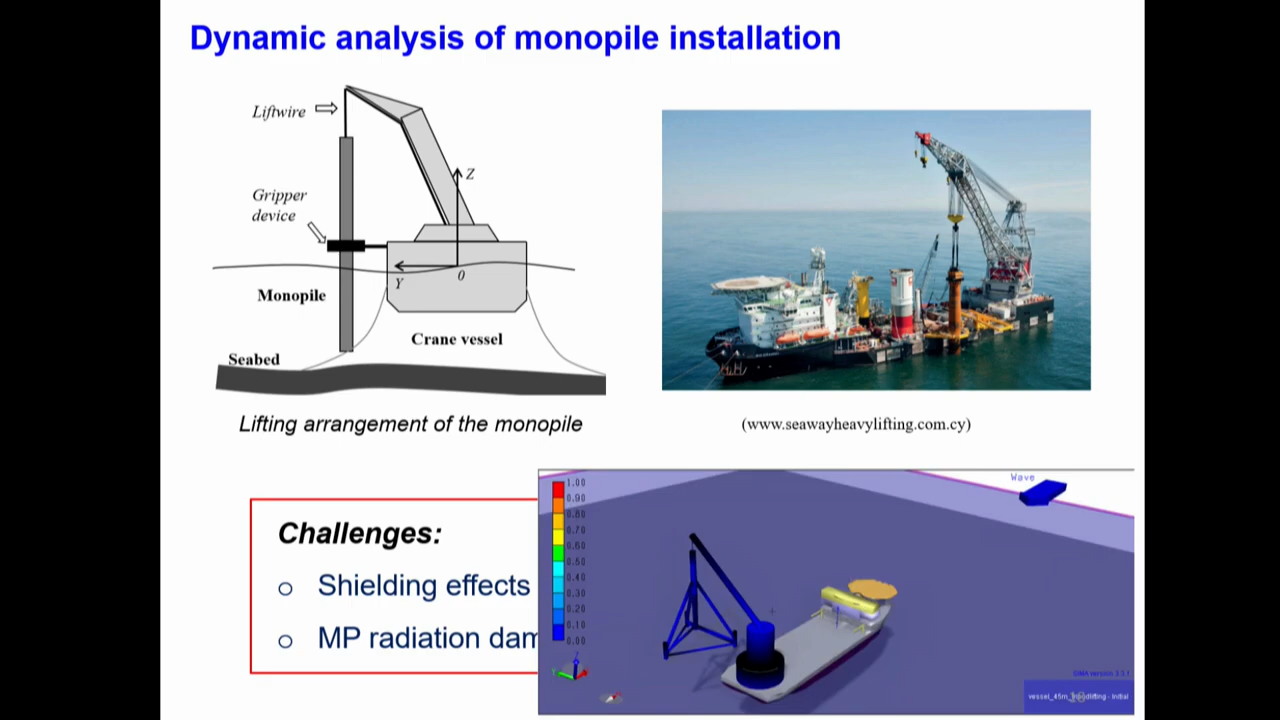 Dynamic analysis of monopile installation
Liftwire
Z
Gripper
device
0
Y
Monopile
Crane vessel
Seabed
Lifting arrangement of the monopile
(www.seawayheavylifting.com.cy)
Challenges:
o Shielding effects
o MP radiation dam
Wave
1.00
0.90
0.80
0.70
0.60
0.50
0.40
0.30
0.20
0.10
0.00